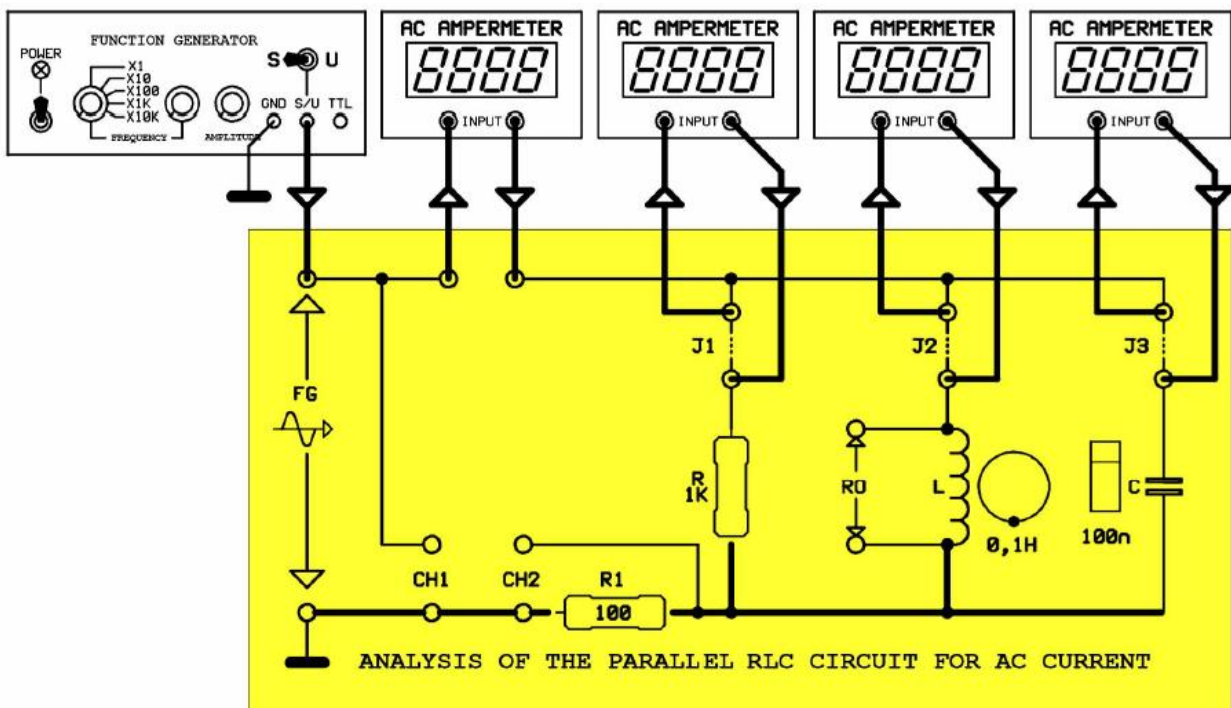 FUNCTION GENERATOR
POWER
X1
X10
X100
X1K
X10K
FREQUENCY
AMPLITUDE
S U
GND S/U TTL
AC AMPERMETER
8888
INPUT
AC AMPERMETER
8888
INPUT
AC AMPERMETER
8888
INPUT
AC AMPERMETER
8888
INPUT
J1
J2
J3
FG
R
1K
RO
L
0,1H
C
100n
CH1
CH2
R1
100
ANALYSIS OF THE PARALLEL RLC CIRCUIT FOR AC CURRENT